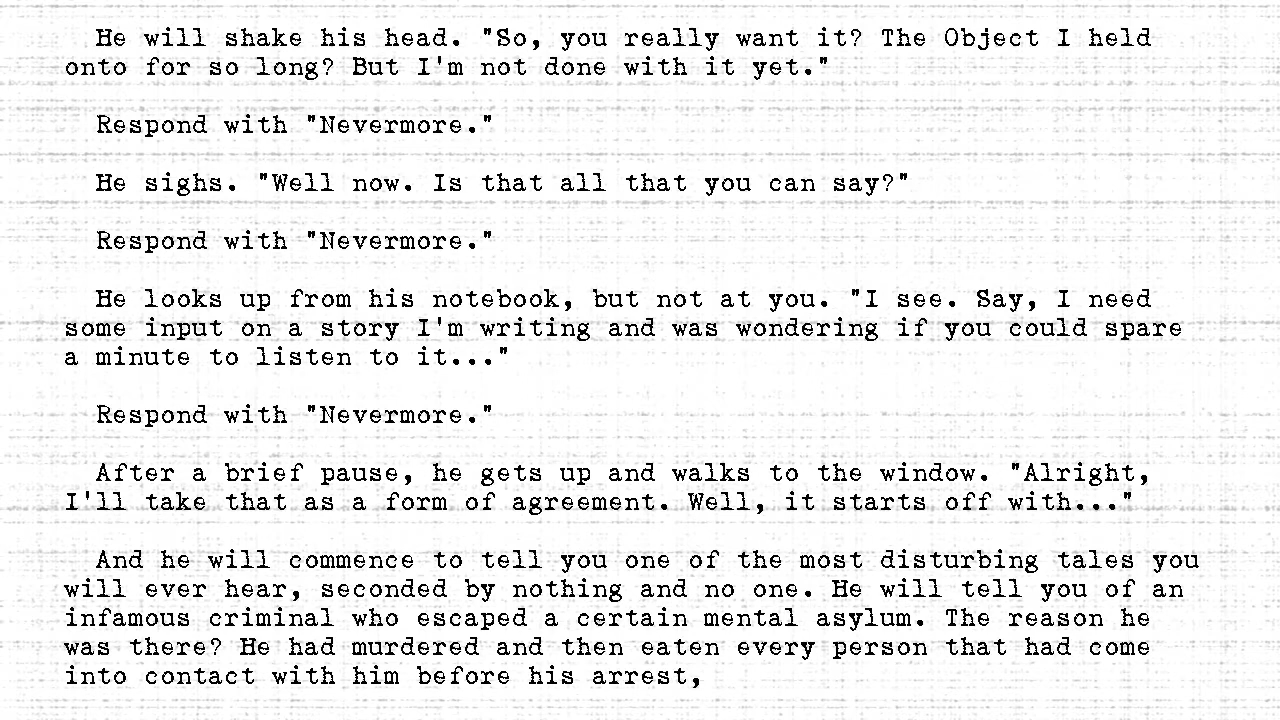 He will shake his head. "So, you really want it? The Object I held
onto for so long? But I'm not done with it yet."
Respond with "Nevermore."
He sighs. "Well now. Is that all that you can say?"
Respond with "Nevermore."
He looks up from his notebook, but not at you. "I see. Say, I need
some input on a story I'm writing and was wondering if you could spare
a minute to listen to it..."
Respond with "Nevermore."
After a brief pause, he gets up and walks to the window. "Alright,
I'll take that as a form of agreement. Well, it starts off with..."
And he will commence to tell you one of the most disturbing tales you
will ever hear, seconded by nothing and no one. He will tell you of an
infamous criminal who escaped a certain mental asylum. The reason he
was there? He had murdered and then eaten every person that had come
into contact with him before his arrest,